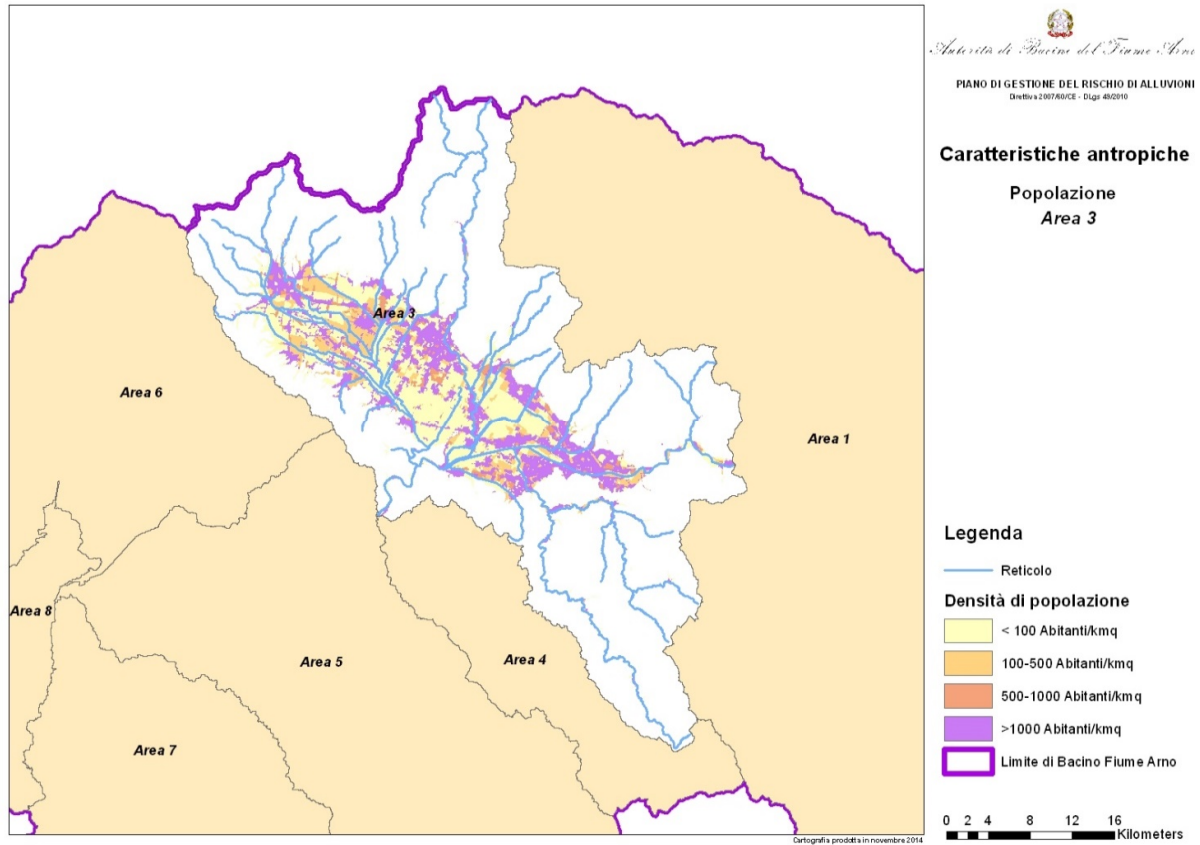 Autorità di Bacino del Fiume Arno
PIANO DI GESTIONE DEL RISCHIO DI ALLUVIONI
Direttiva 2007/60/CE - DLgs 49/2010
Caratteristiche antropiche
Popolazione
Area 3
Area 3
Area 6
Area 1
Area 8
Area 5
Area 4
Area 7
Legenda
Reticolo
Densità di popolazione
< 100 Abitanti/kmq
100-500 Abitanti/kmq
500-1000 Abitanti/kmq
>1000 Abitanti/kmq
Limite di Bacino Fiume Arno
0 2 4 8 12 16
Kilometers
Cartografia prodotta in novembre 2014